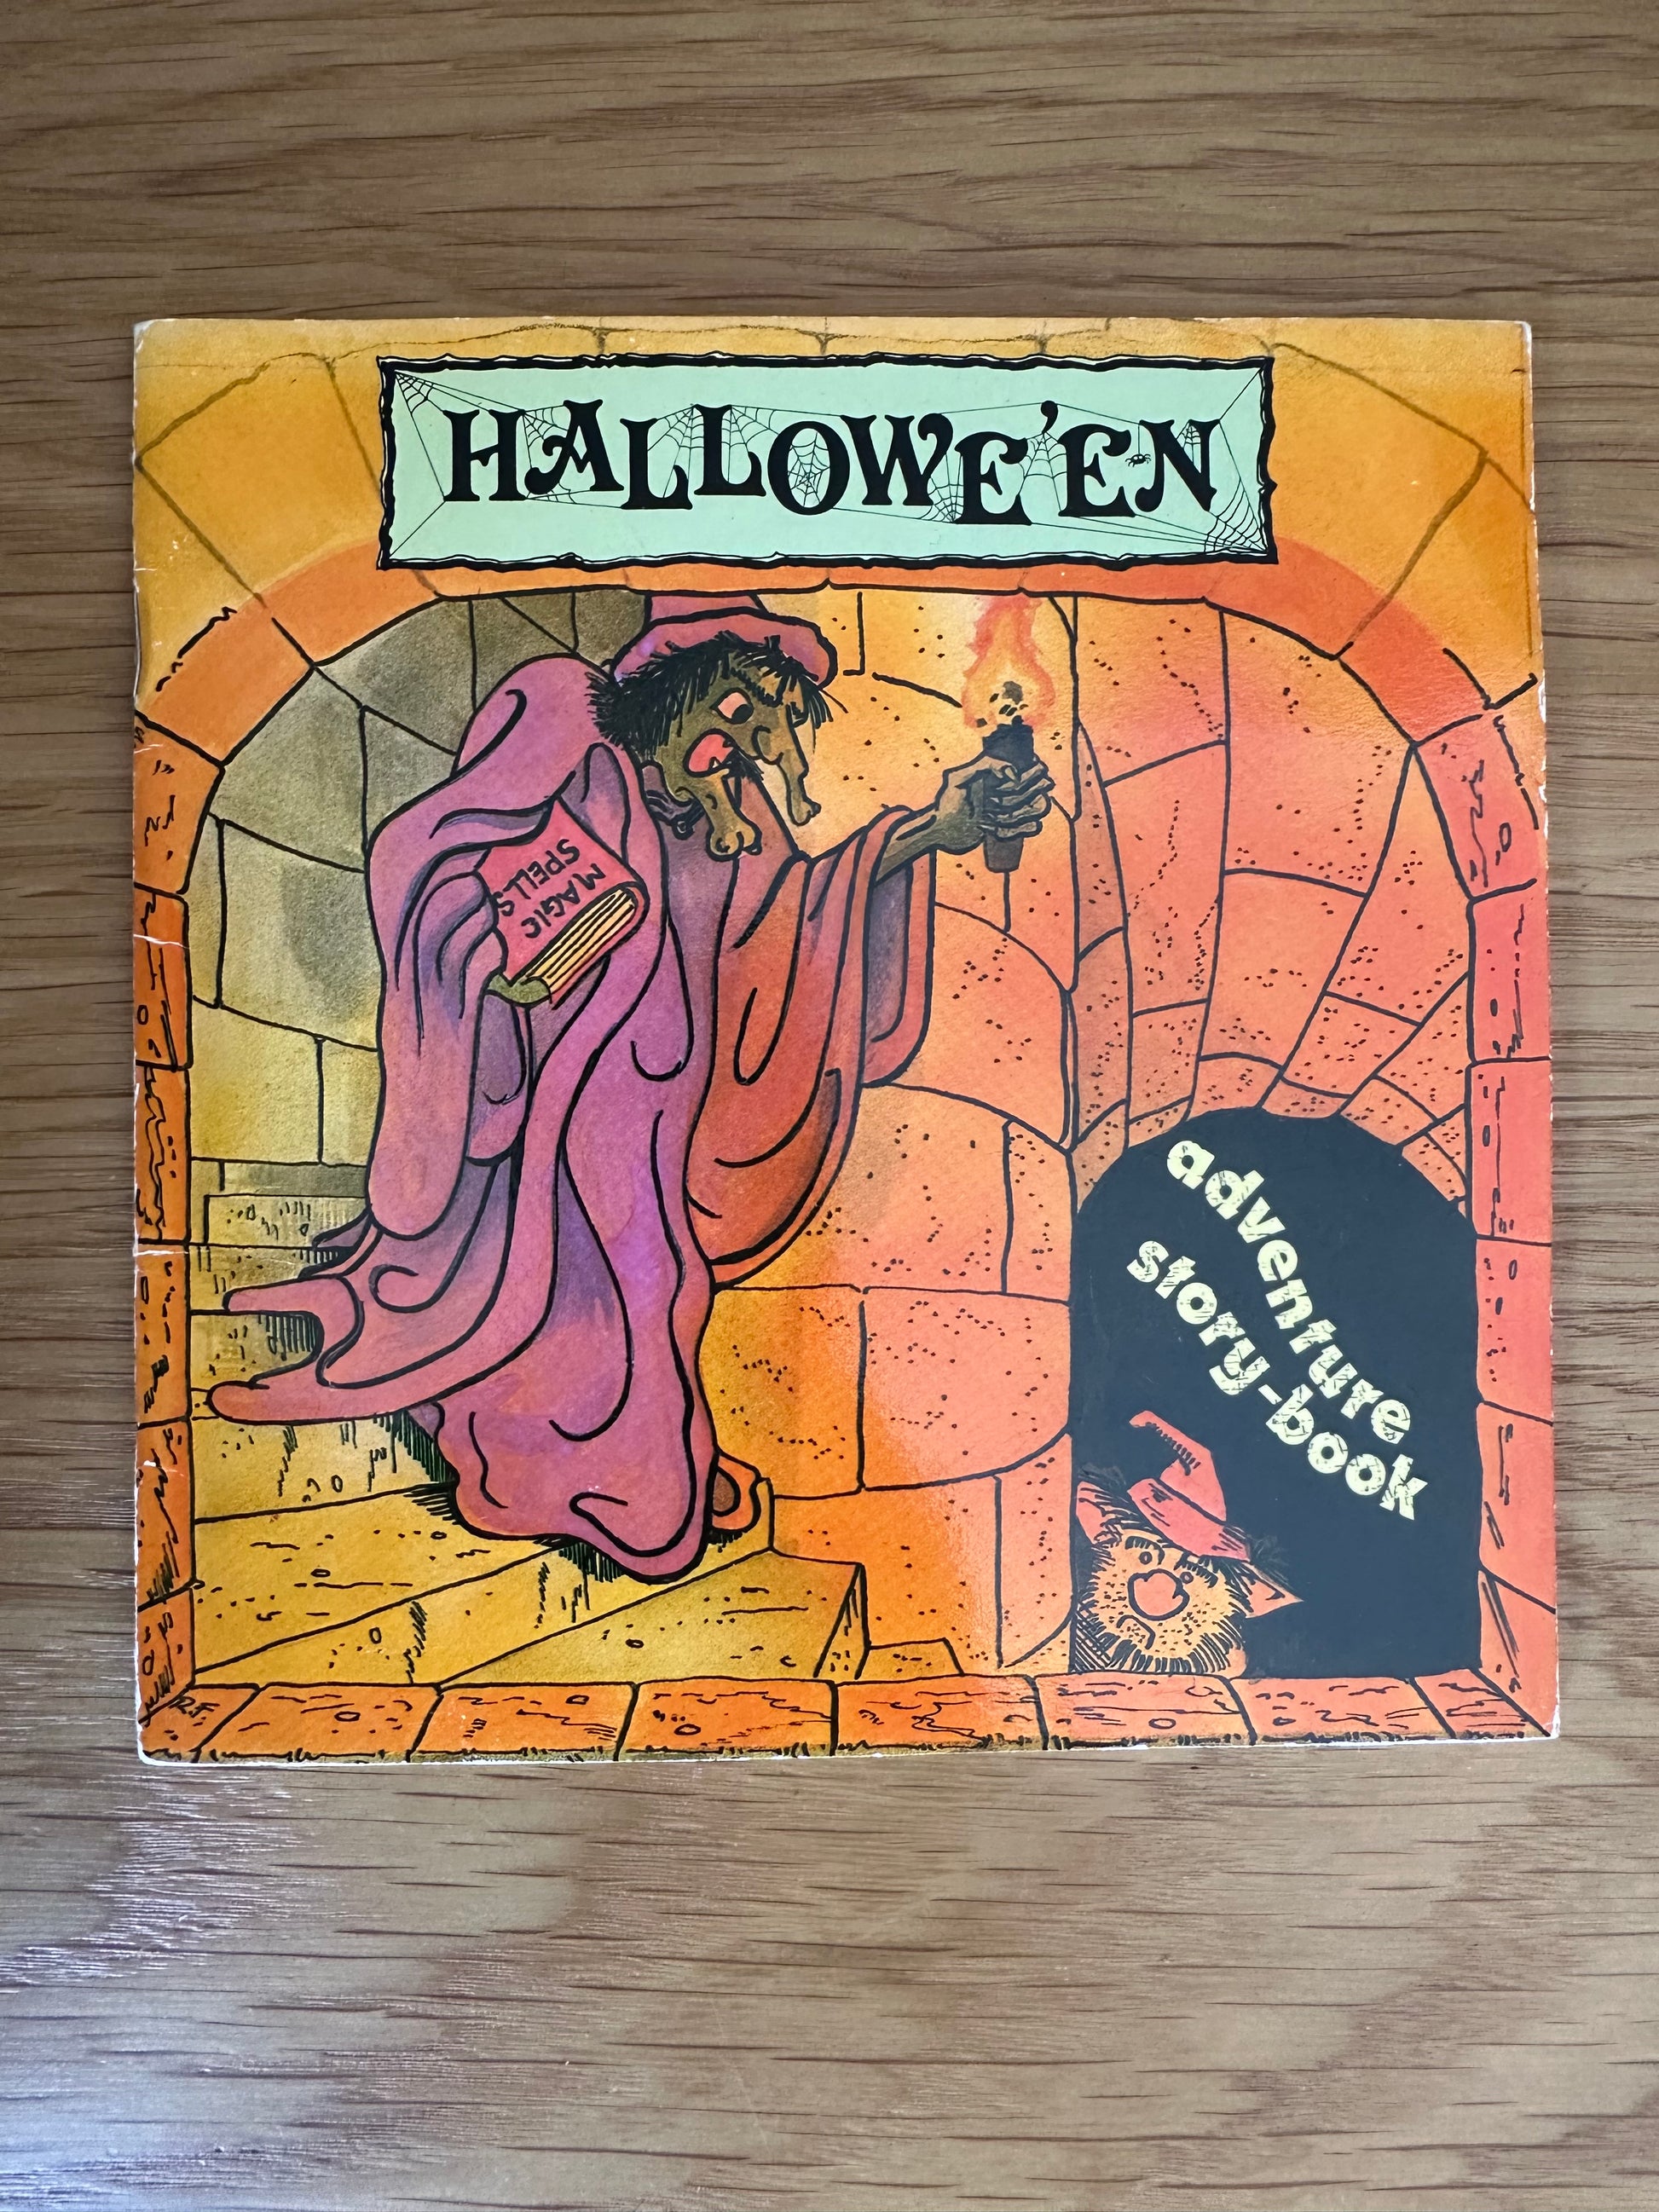 HALLOWE'EN
MAGIC
SPELLS
adventure
story-book
R.F